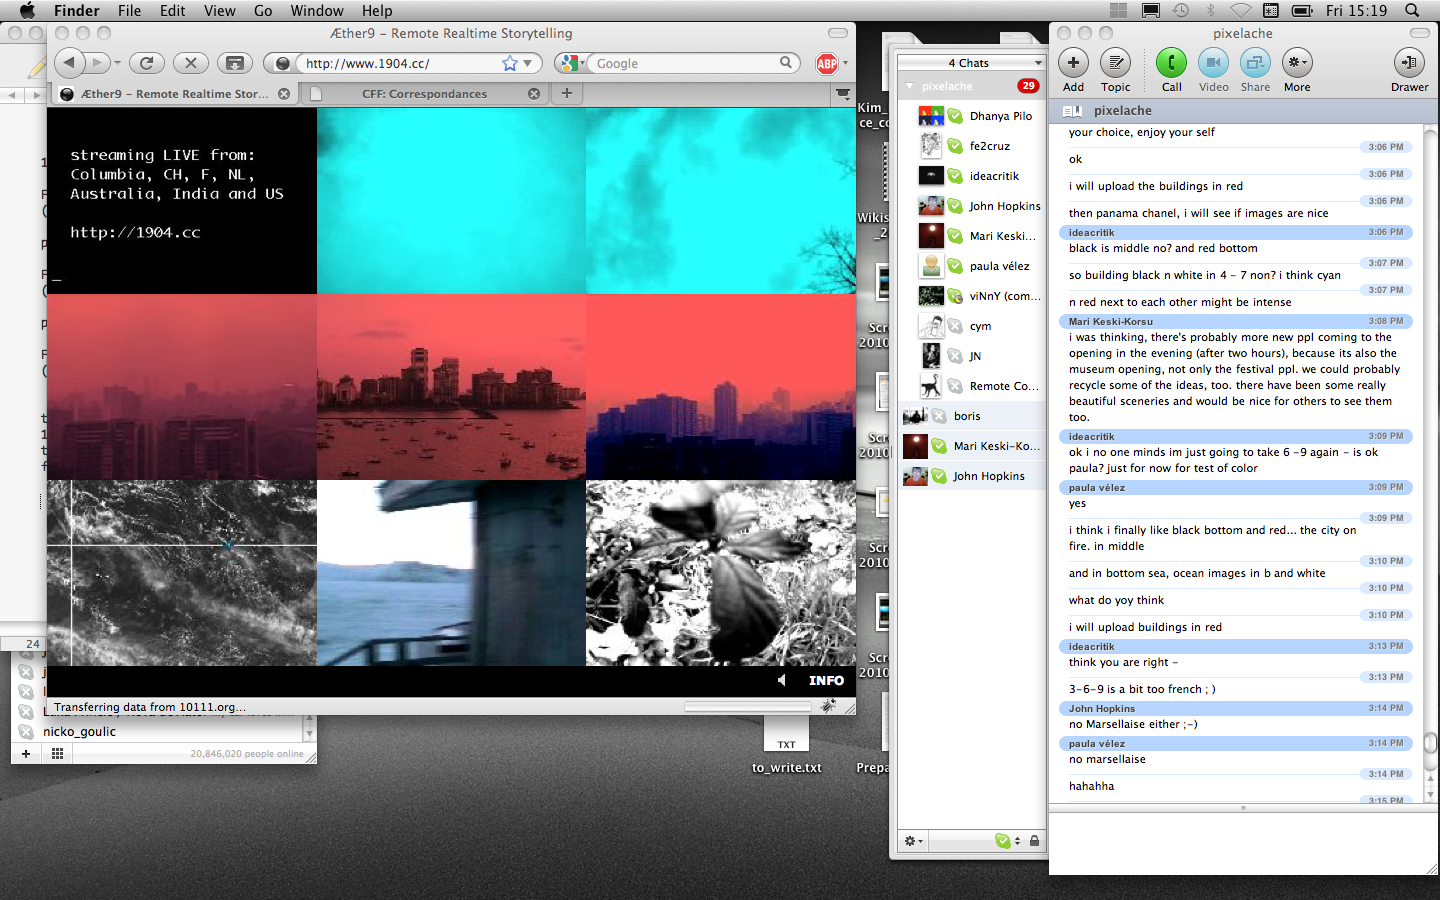 Finder File Edit View Go Window Help
Fri 15:19
Æther9 – Remote Realtime Storytelling
http://www.1904.cc/
Google
ABP
Æther9 – Remote Realtime Stor...
CFF: Correspondances
streaming LIVE from:
Columbia, CH, F, NL,
Australia, India and US
http://1904.cc
_
INFO
Transferring data from 10111.org...
24
nicko_goulic
20,846,020 people online
TXT
to_write.txt
Prepa
Kim_
ce_co
Wikis
_2
Scr
2010
Scr
2010
Scr
2010
Scr
2010
4 Chats
pixelache
29
Dhanya Pilo
fe2cruz
ideacritik
John Hopkins
Mari Keski...
paula vélez
viNnY (com...
cym
JN
Remote Co...
boris
Mari Keski-Ko...
John Hopkins
pixelache
Add Topic Call Video Share More Drawer
pixelache
your choice, enjoy your self
3:06 PM
ok
3:06 PM
i will upload the buildings in red
3:06 PM
then panama chanel, i will see if images are nice
ideacritik 3:06 PM
black is middle no? and red bottom
3:07 PM
so building black n white in 4 - 7 non? i think cyan
3:07 PM
n red next to each other might be intense
Mari Keski-Korsu 3:08 PM
i was thinking, there's probably more new ppl coming to the
opening in the evening (after two hours), because its also the
museum opening, not only the festival ppl. we could probably
recycle some of the ideas, too. there have been some really
beautiful sceneries and would be nice for others to see them
too.
ideacritik 3:09 PM
ok i no one minds im just going to take 6 -9 again - is ok
paula? just for now for test of color
paula vélez 3:09 PM
yes
3:09 PM
i think i finally like black bottom and red... the city on
fire. in middle
3:10 PM
and in bottom sea, ocean images in b and white
3:10 PM
what do yoy think
3:10 PM
i will upload buildings in red
ideacritik 3:13 PM
think you are right -
3:13 PM
3-6-9 is a bit too french ; )
John Hopkins 3:14 PM
no Marsellaise either ;-)
paula vélez 3:14 PM
no marsellaise
3:14 PM
hahahha
3:15 PM